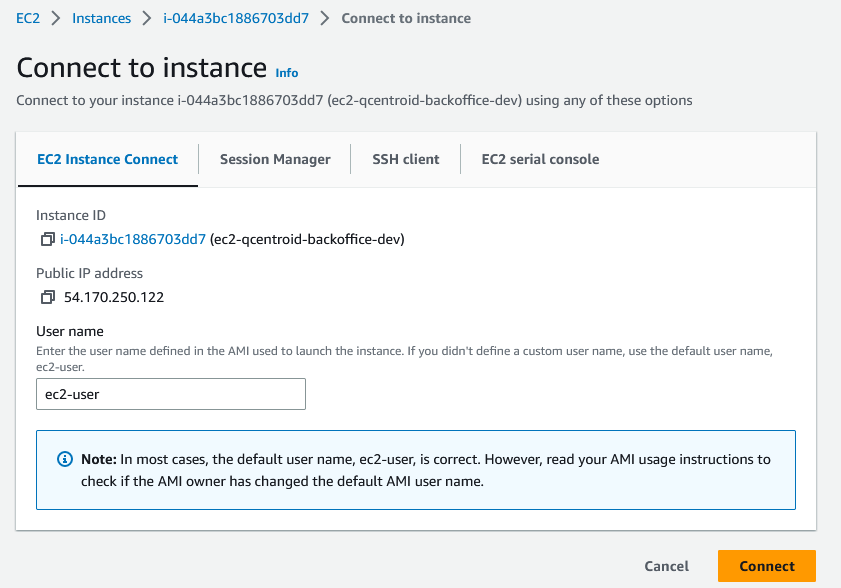 EC2 > Instances > i-044a3bc1886703dd7 > Connect to instance
Connect to instance Info
Connect to your instance i-044a3bc1886703dd7 (ec2-qcentroid-backoffice-dev) using any of these options
EC2 Instance Connect Session Manager SSH client EC2 serial console
Instance ID
i-044a3bc1886703dd7 (ec2-qcentroid-backoffice-dev)
Public IP address
54.170.250.122
User name
Enter the user name defined in the AMI used to launch the instance. If you didn't define a custom user name, use the default user name,
ec2-user.
ec2-user
Note: In most cases, the default user name, ec2-user, is correct. However, read your AMI usage instructions to
check if the AMI owner has changed the default AMI user name.
Cancel Connect